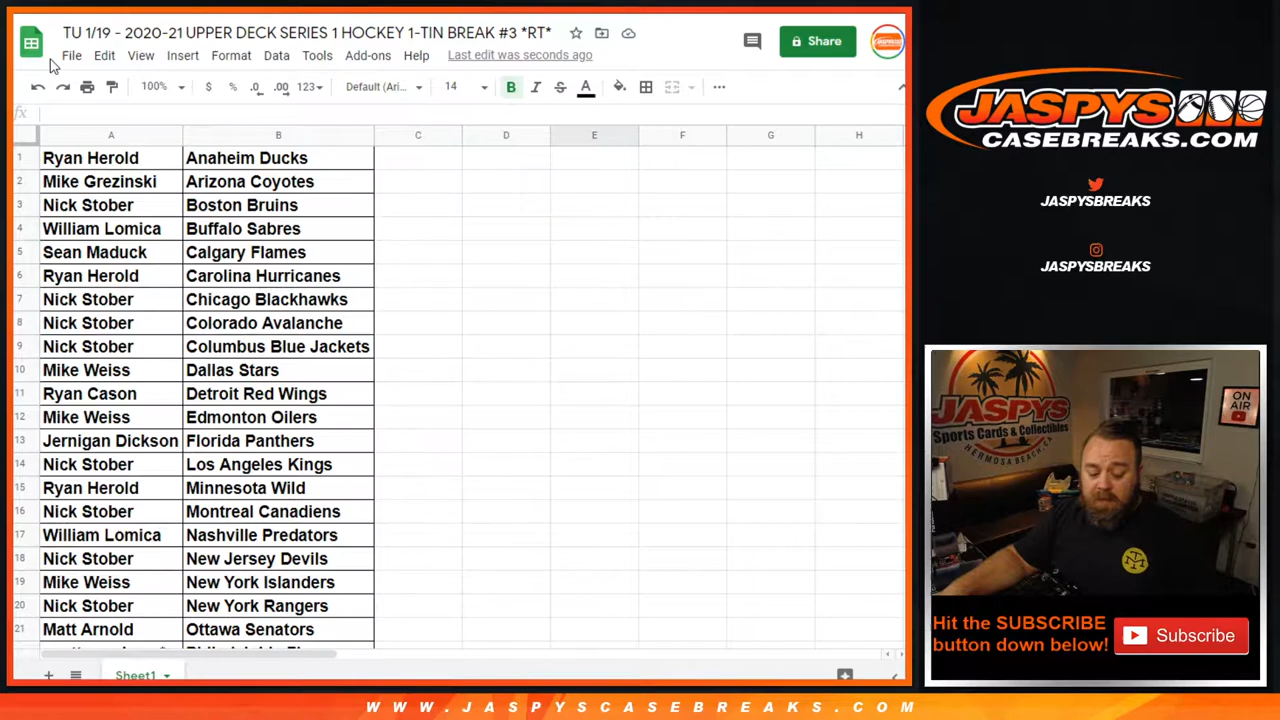 TU 1/19 - 2020-21 UPPER DECK SERIES 1 HOCKEY 1-TIN BREAK #3 *RT*
File Edit View Insert Format Data Tools Add-ons Help Last edit was seconds ago
Share
100% $ % .0 .00 123 Default (Ari... 14 B I S A
fx
A B C D E F G H
1 Ryan Herold Anaheim Ducks
2 Mike Grezinski Arizona Coyotes
3 Nick Stober Boston Bruins
4 William Lomica Buffalo Sabres
5 Sean Maduck Calgary Flames
6 Ryan Herold Carolina Hurricanes
7 Nick Stober Chicago Blackhawks
8 Nick Stober Colorado Avalanche
9 Nick Stober Columbus Blue Jackets
10 Mike Weiss Dallas Stars
11 Ryan Cason Detroit Red Wings
12 Mike Weiss Edmonton Oilers
13 Jernigan Dickson Florida Panthers
14 Nick Stober Los Angeles Kings
15 Ryan Herold Minnesota Wild
16 Nick Stober Montreal Canadiens
17 William Lomica Nashville Predators
18 Nick Stober New Jersey Devils
19 Mike Weiss New York Islanders
20 Nick Stober New York Rangers
21 Matt Arnold Ottawa Senators
Sheet1
JASPYS
CASEBREAKS.COM
JASPYSBREAKS
JASPYSBREAKS
JASPYS
Sports Cards & Collectibles
HERMOSA BEACH, CA
ON
AIR
Hit the SUBSCRIBE
button down below!
Subscribe
WWW.JASPYSCASEBREAKS.COM